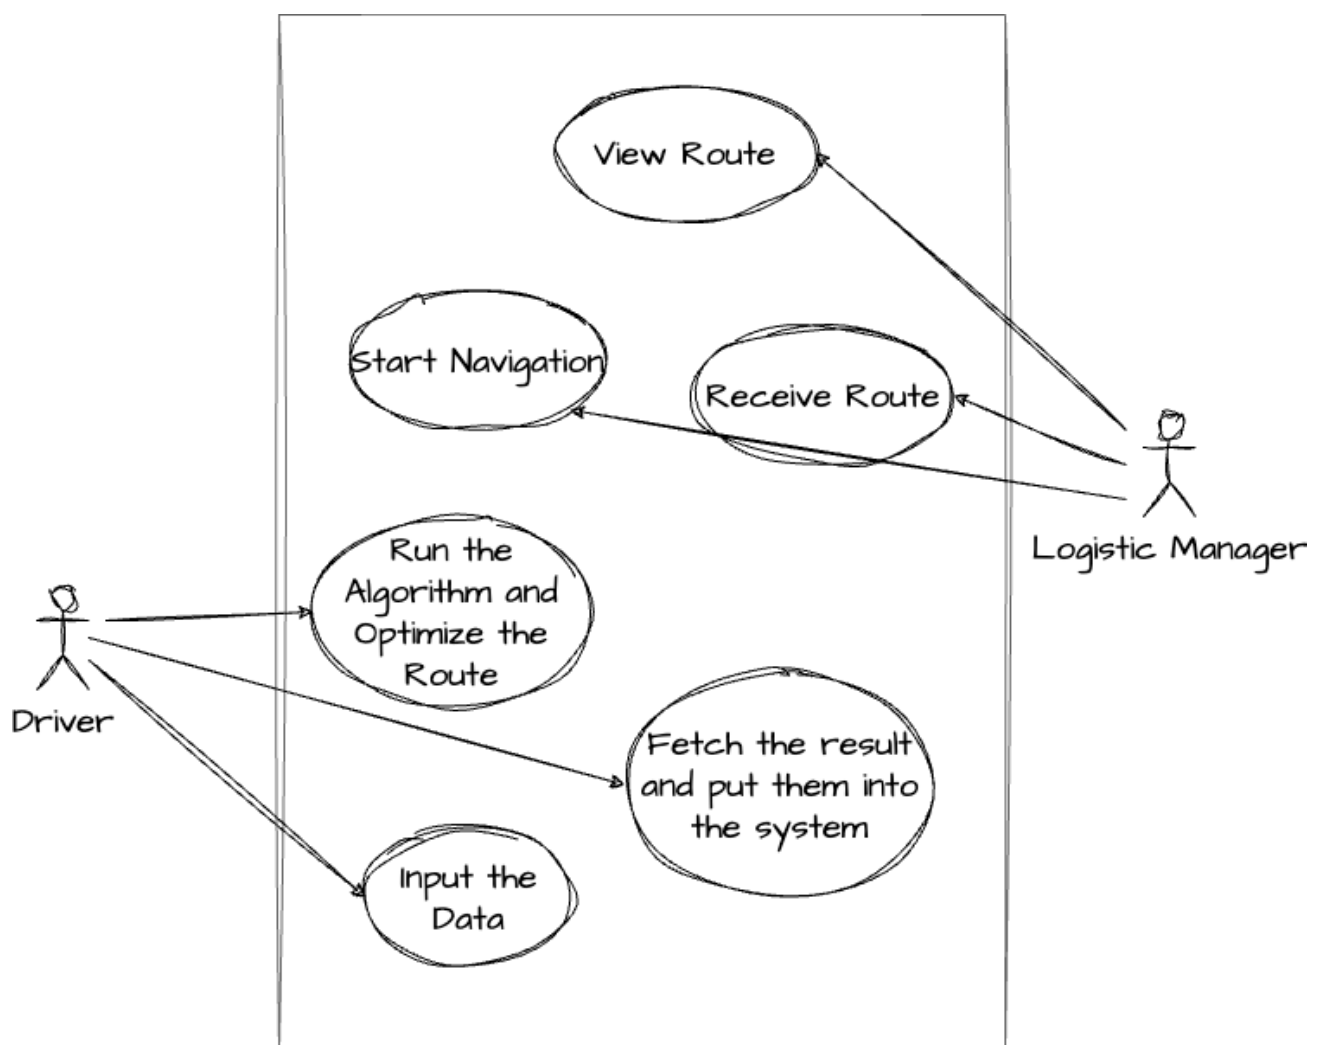 View Route
Start Navigation
Receive Route
Logistic Manager
Run the
Algorithm and
Optimize the
Route
Driver
Fetch the result
and put them into
the system
Input the
Data